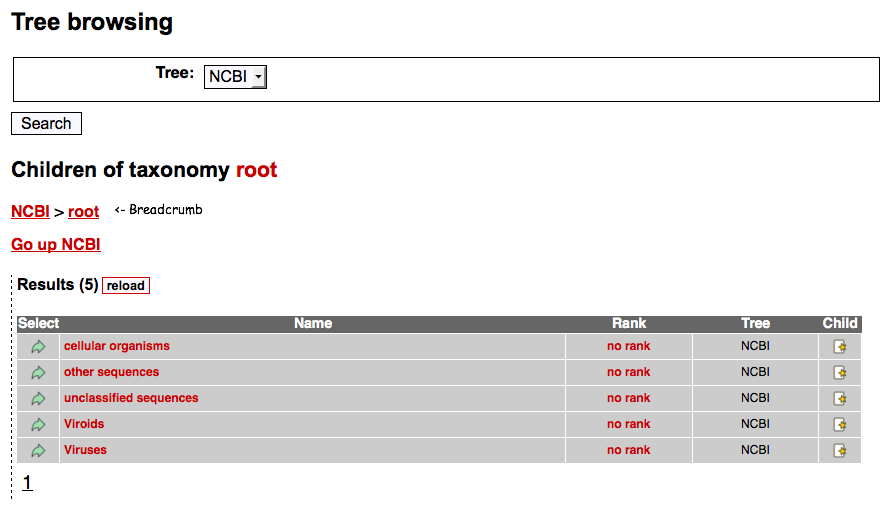 Tree browsing
Tree: NCBI
Search
Children of taxonomy root
NCBI > root <- Breadcrumb
Go up NCBI
Results (5) reload
Select Name Rank Tree Child
cellular organisms no rank NCBI
other sequences no rank NCBI
unclassified sequences no rank NCBI
Viroids no rank NCBI
Viruses no rank NCBI
1